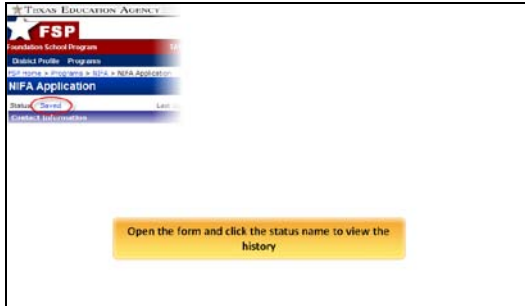 TEXAS EDUCATION AGENCY
FSP
Foundation School Program
District Profile Programs
FSP Home > Programs > NIFA > NIFA Application
NIFA Application
Status: Saved
Contact Information
Open the form and click the status name to view the
history